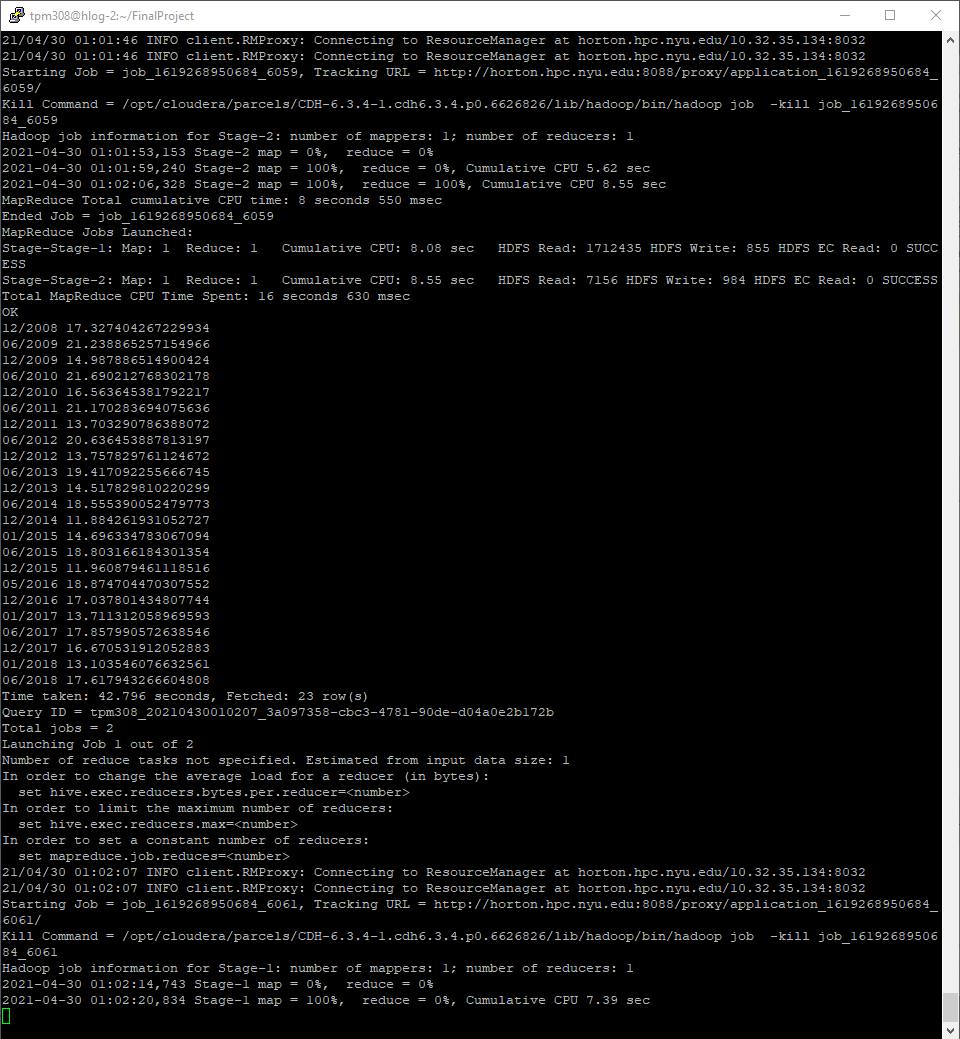 tpm308@hlog-2:~/FinalProject
21/04/30 01:01:46 INFO client.RMProxy: Connecting to ResourceManager at horton.hpc.nyu.edu/10.32.35.134:8032
21/04/30 01:01:46 INFO client.RMProxy: Connecting to ResourceManager at horton.hpc.nyu.edu/10.32.35.134:8032
Starting Job = job_1619268950684_6059, Tracking URL = http://horton.hpc.nyu.edu:8088/proxy/application_1619268950684_
6059/
Kill Command = /opt/cloudera/parcels/CDH-6.3.4-1.cdh6.3.4.p0.6626826/lib/hadoop/bin/hadoop job  -kill job_16192689506
84_6059
Hadoop job information for Stage-2: number of mappers: 1; number of reducers: 1
2021-04-30 01:01:53,153 Stage-2 map = 0%,  reduce = 0%
2021-04-30 01:01:59,240 Stage-2 map = 100%,  reduce = 0%, Cumulative CPU 5.62 sec
2021-04-30 01:02:06,328 Stage-2 map = 100%,  reduce = 100%, Cumulative CPU 8.55 sec
MapReduce Total cumulative CPU time: 8 seconds 550 msec
Ended Job = job_1619268950684_6059
MapReduce Jobs Launched:
Stage-Stage-1: Map: 1  Reduce: 1   Cumulative CPU: 8.08 sec   HDFS Read: 1712435 HDFS Write: 855 HDFS EC Read: 0 SUCC
ESS
Stage-Stage-2: Map: 1  Reduce: 1   Cumulative CPU: 8.55 sec   HDFS Read: 7156 HDFS Write: 984 HDFS EC Read: 0 SUCCESS
Total MapReduce CPU Time Spent: 16 seconds 630 msec
OK
12/2008 17.327404267229934
06/2009 21.238865257154966
12/2009 14.987886514900424
06/2010 21.690212768302178
12/2010 16.563645381792217
06/2011 21.170283694075636
12/2011 13.703290786388072
06/2012 20.636453887813197
12/2012 13.757829761124672
06/2013 19.417092255666745
12/2013 14.517829810220299
06/2014 18.555390052479773
12/2014 11.884261931052727
01/2015 14.696334783067094
06/2015 18.803166184301354
12/2015 11.960879461118516
05/2016 18.874704470307552
12/2016 17.037801434807744
01/2017 13.711312058969593
06/2017 17.857990572638546
12/2017 16.670531912052883
01/2018 13.103546076632561
06/2018 17.617943266604808
Time taken: 42.796 seconds, Fetched: 23 row(s)
Query ID = tpm308_20210430010207_3a097358-cbc3-4781-90de-d04a0e2b172b
Total jobs = 2
Launching Job 1 out of 2
Number of reduce tasks not specified. Estimated from input data size: 1
In order to change the average load for a reducer (in bytes):
  set hive.exec.reducers.bytes.per.reducer=<number>
In order to limit the maximum number of reducers:
  set hive.exec.reducers.max=<number>
In order to set a constant number of reducers:
  set mapreduce.job.reduces=<number>
21/04/30 01:02:07 INFO client.RMProxy: Connecting to ResourceManager at horton.hpc.nyu.edu/10.32.35.134:8032
21/04/30 01:02:07 INFO client.RMProxy: Connecting to ResourceManager at horton.hpc.nyu.edu/10.32.35.134:8032
Starting Job = job_1619268950684_6061, Tracking URL = http://horton.hpc.nyu.edu:8088/proxy/application_1619268950684_
6061/
Kill Command = /opt/cloudera/parcels/CDH-6.3.4-1.cdh6.3.4.p0.6626826/lib/hadoop/bin/hadoop job  -kill job_16192689506
84_6061
Hadoop job information for Stage-1: number of mappers: 1; number of reducers: 1
2021-04-30 01:02:14,743 Stage-1 map = 0%,  reduce = 0%
2021-04-30 01:02:20,834 Stage-1 map = 100%,  reduce = 0%, Cumulative CPU 7.39 sec